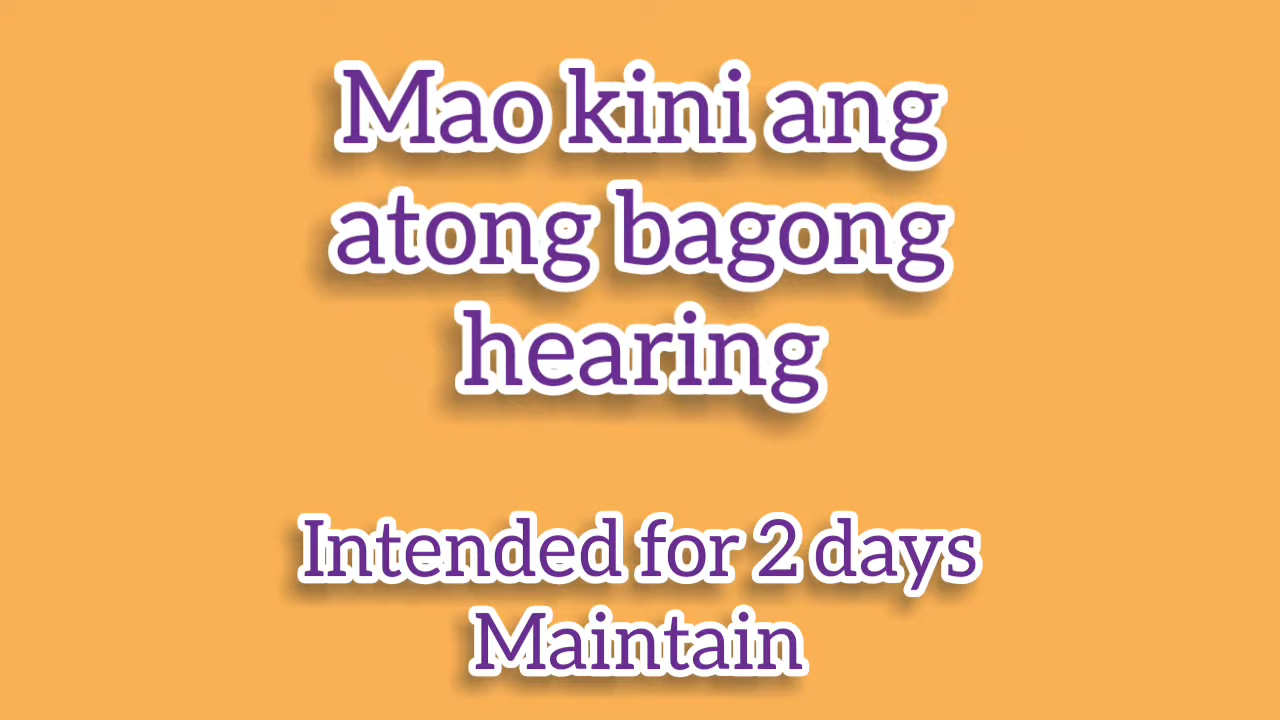 Mao kini ang
atong bagong
hearing
Intended for 2 days
Maintain